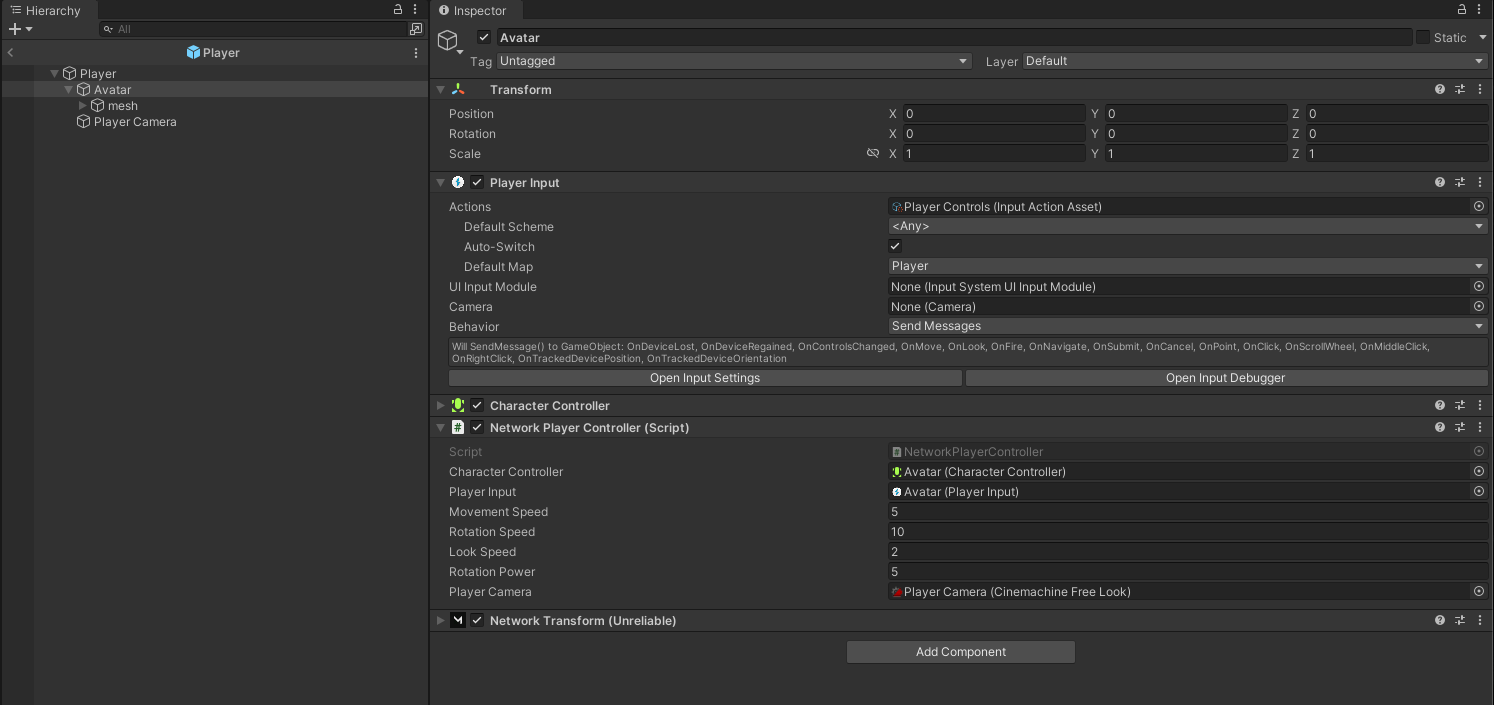 Hierarchy
All
Player
Player
Avatar
mesh
Player Camera
Inspector
Avatar
Static
Tag Untagged Layer Default
Transform
Position X 0 Y 0 Z 0
Rotation X 0 Y 0 Z 0
Scale X 1 Y 1 Z 1
Player Input
Actions Player Controls (Input Action Asset)
Default Scheme <Any>
Auto-Switch
Default Map Player
UI Input Module None (Input System UI Input Module)
Camera None (Camera)
Behavior Send Messages
Will SendMessage() to GameObject: OnDeviceLost, OnDeviceRegained, OnControlsChanged, OnMove, OnLook, OnFire, OnNavigate, OnSubmit, OnCancel, OnPoint, OnClick, OnScrollWheel, OnMiddleClick,
OnRightClick, OnTrackedDevicePosition, OnTrackedDeviceOrientation
Open Input Settings Open Input Debugger
Character Controller
# Network Player Controller (Script)
Script # NetworkPlayerController
Character Controller Avatar (Character Controller)
Player Input Avatar (Player Input)
Movement Speed 5
Rotation Speed 10
Look Speed 2
Rotation Power 5
Player Camera Player Camera (Cinemachine Free Look)
Network Transform (Unreliable)
Add Component